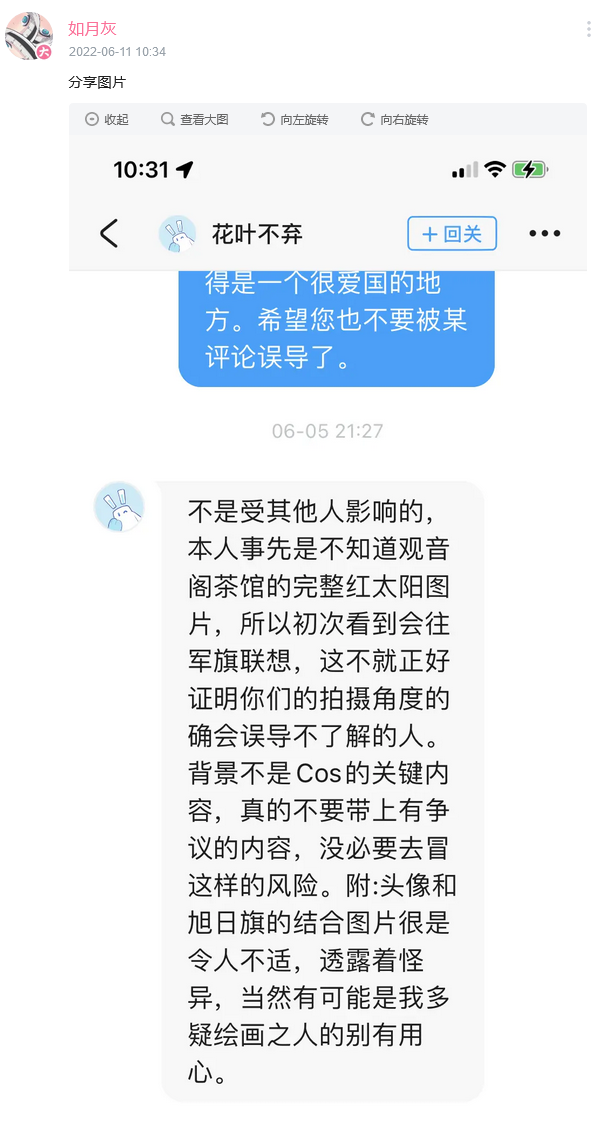 如月灰
2022-06-11 10:34
分享图片
收起 查看大图 向左旋转 向右旋转
10:31
花叶不弃
+回关
得是一个很爱国的地
方。希望您也不要被某
评论误导了。
06-05 21:27
不是受其他人影响的，
本人事先是不知道观音
阁茶馆的完整红太阳图
片，所以初次看到会往
军旗联想，这不就正好
证明你们的拍摄角度的
确会误导不了解的人。
背景不是Cos的关键内
容，真的不要带上有争
议的内容，没必要去冒
这样的风险。附:头像和
旭日旗的结合图片很是
令人不适，透露着怪
异，当然有可能是我多
疑绘画之人的别有用
心。